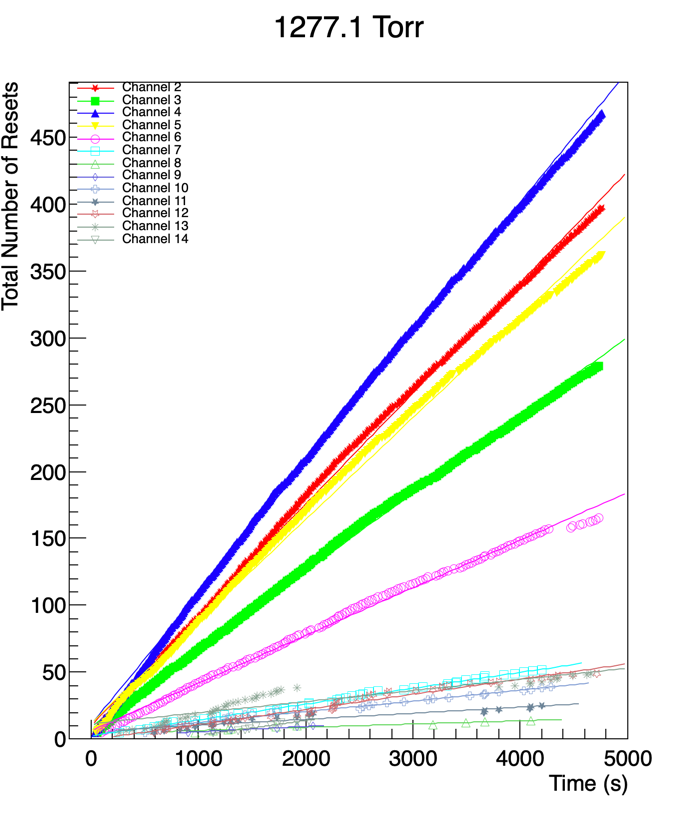 1277.1 Torr
Total Number of Resets
Channel 2
Channel 3
Channel 4
Channel 5
Channel 6
Channel 7
Channel 8
Channel 9
Channel 10
Channel 11
Channel 12
Channel 13
Channel 14
450
400
350
300
250
200
150
100
50
0
0 1000 2000 3000 4000 5000
Time (s)